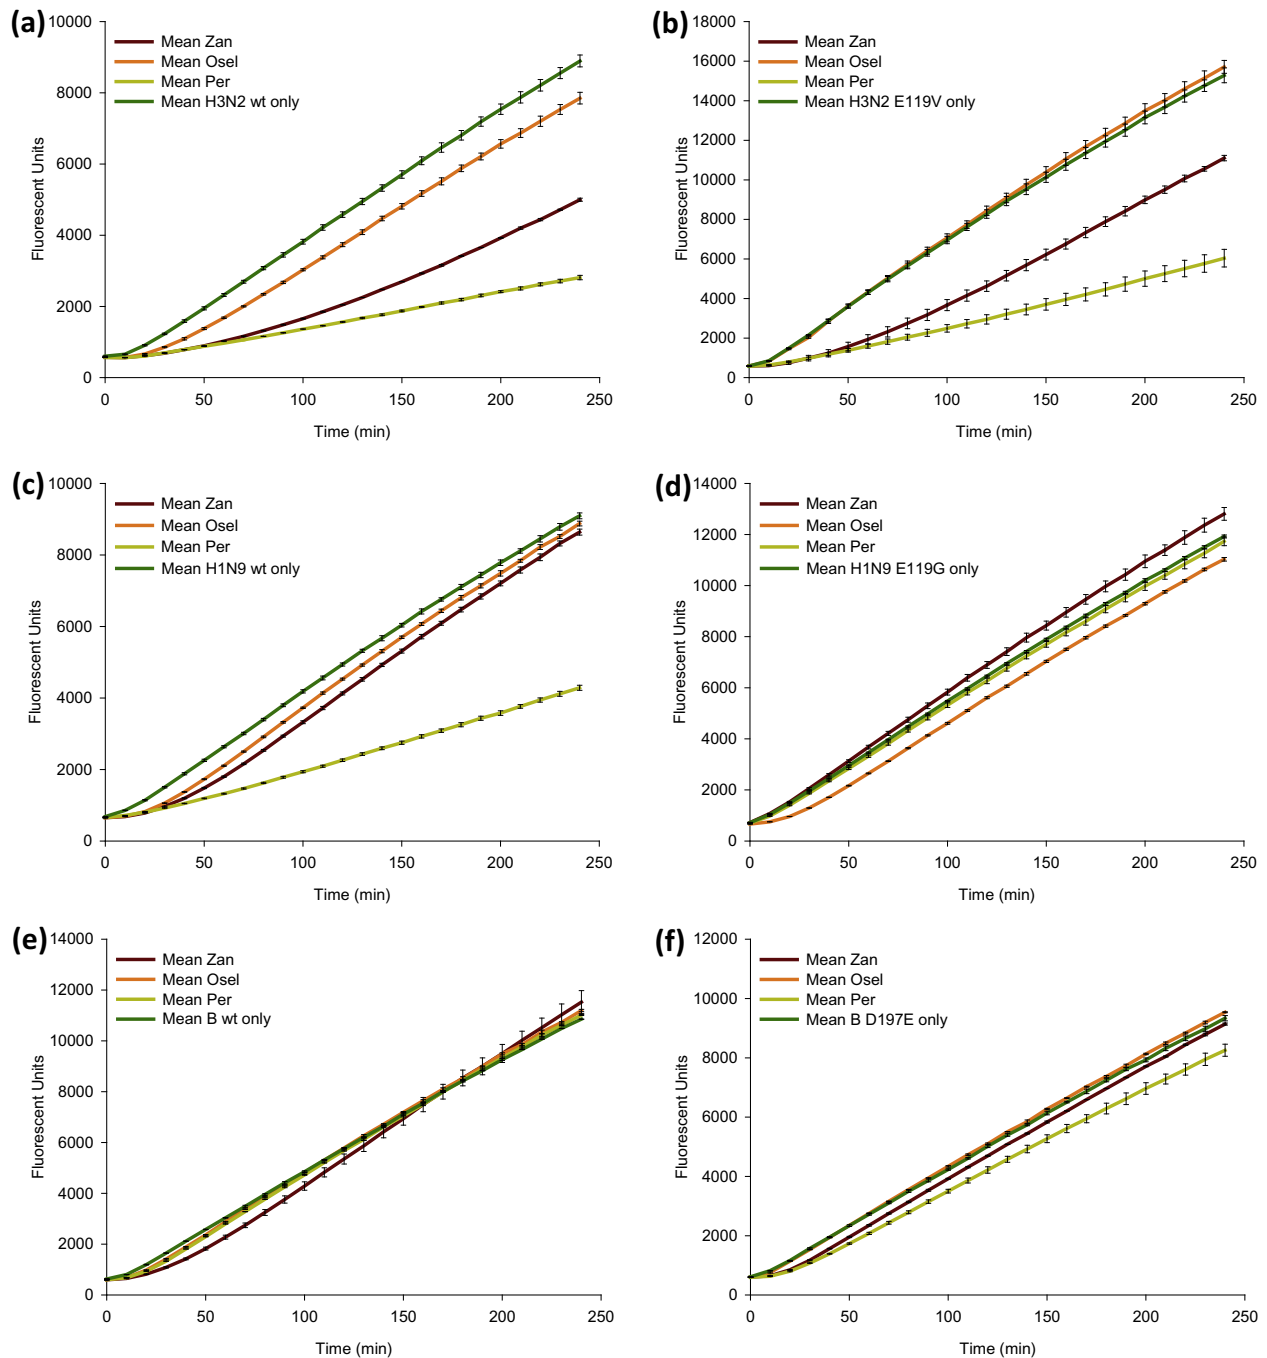 (a)
10000
8000
6000
4000
2000
0
Fluorescent Units
Mean Zan
Mean Osel
Mean Per
Mean H3N2 wt only
0 50 100 150 200 250
Time (min)
(b)
18000
16000
14000
12000
10000
8000
6000
4000
2000
0
Fluorescent Units
Mean Zan
Mean Osel
Mean Per
Mean H3N2 E119V only
0 50 100 150 200 250
Time (min)
(c)
10000
8000
6000
4000
2000
0
Fluorescent Units
Mean Zan
Mean Osel
Mean Per
Mean H1N9 wt only
0 50 100 150 200 250
Time (min)
(d)
14000
12000
10000
8000
6000
4000
2000
0
Fluorescent Units
Mean Zan
Mean Osel
Mean Per
Mean H1N9 E119G only
0 50 100 150 200 250
Time (min)
(e)
14000
12000
10000
8000
6000
4000
2000
0
Fluorescent Units
Mean Zan
Mean Osel
Mean Per
Mean B wt only
0 50 100 150 200 250
Time (min)
(f)
12000
10000
8000
6000
4000
2000
0
Fluorescent Units
Mean Zan
Mean Osel
Mean Per
Mean B D197E only
0 50 100 150 200 250
Time (min)